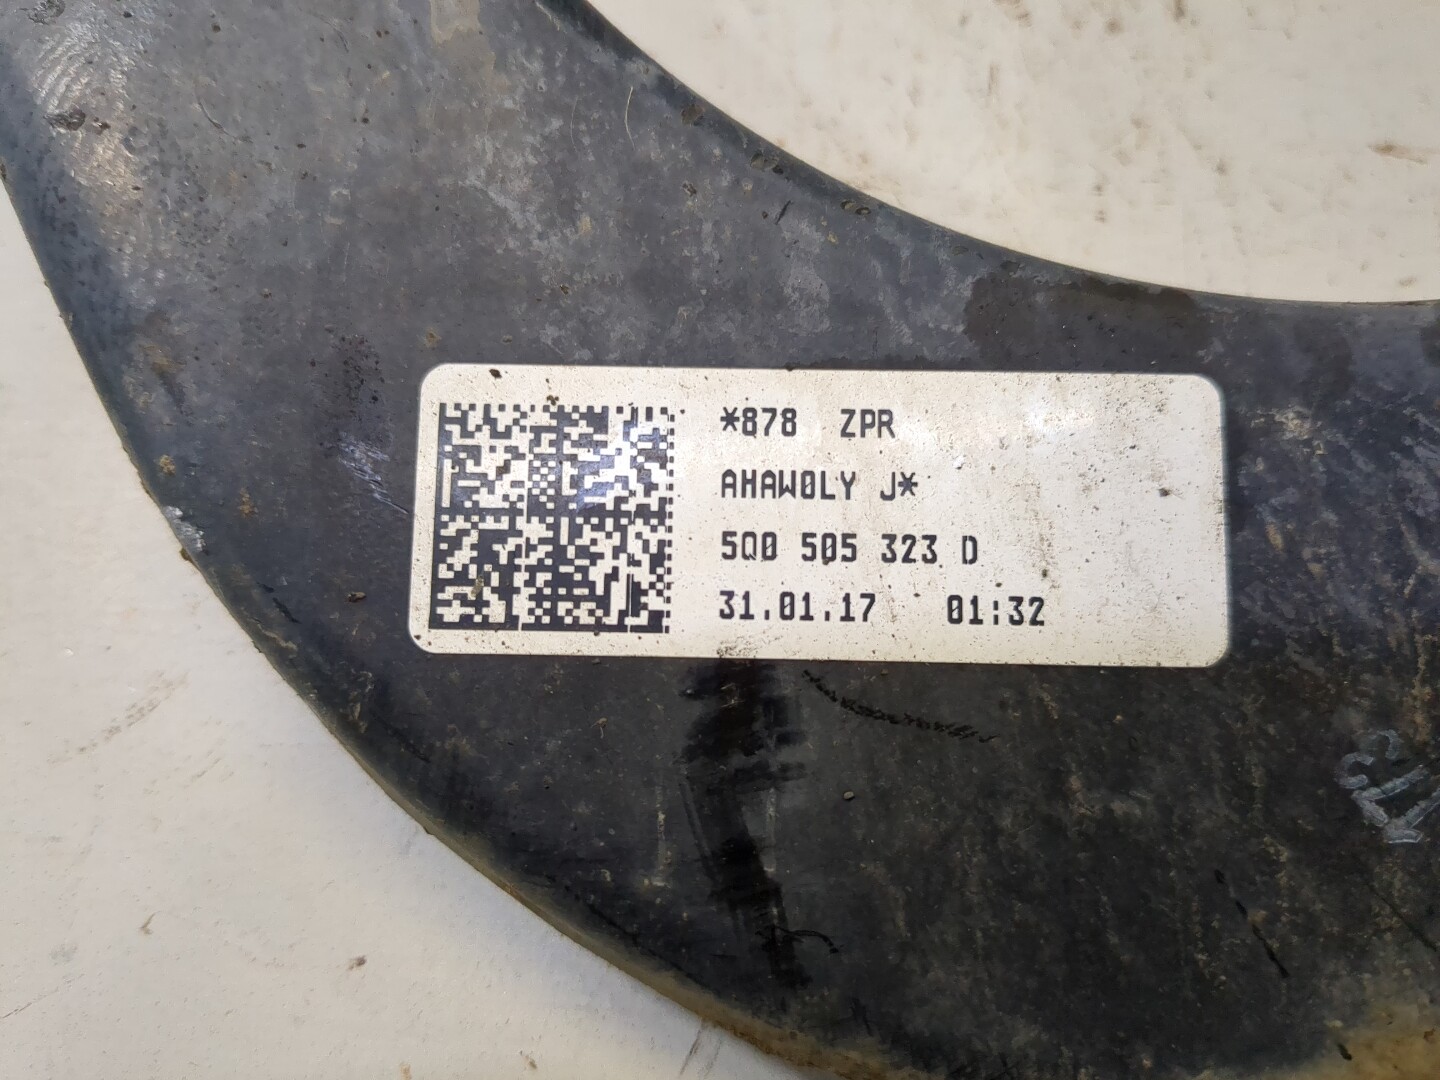 *878 ZPR
AHAW0LY J*
5Q0 505 323 D
31.01.17 01:32